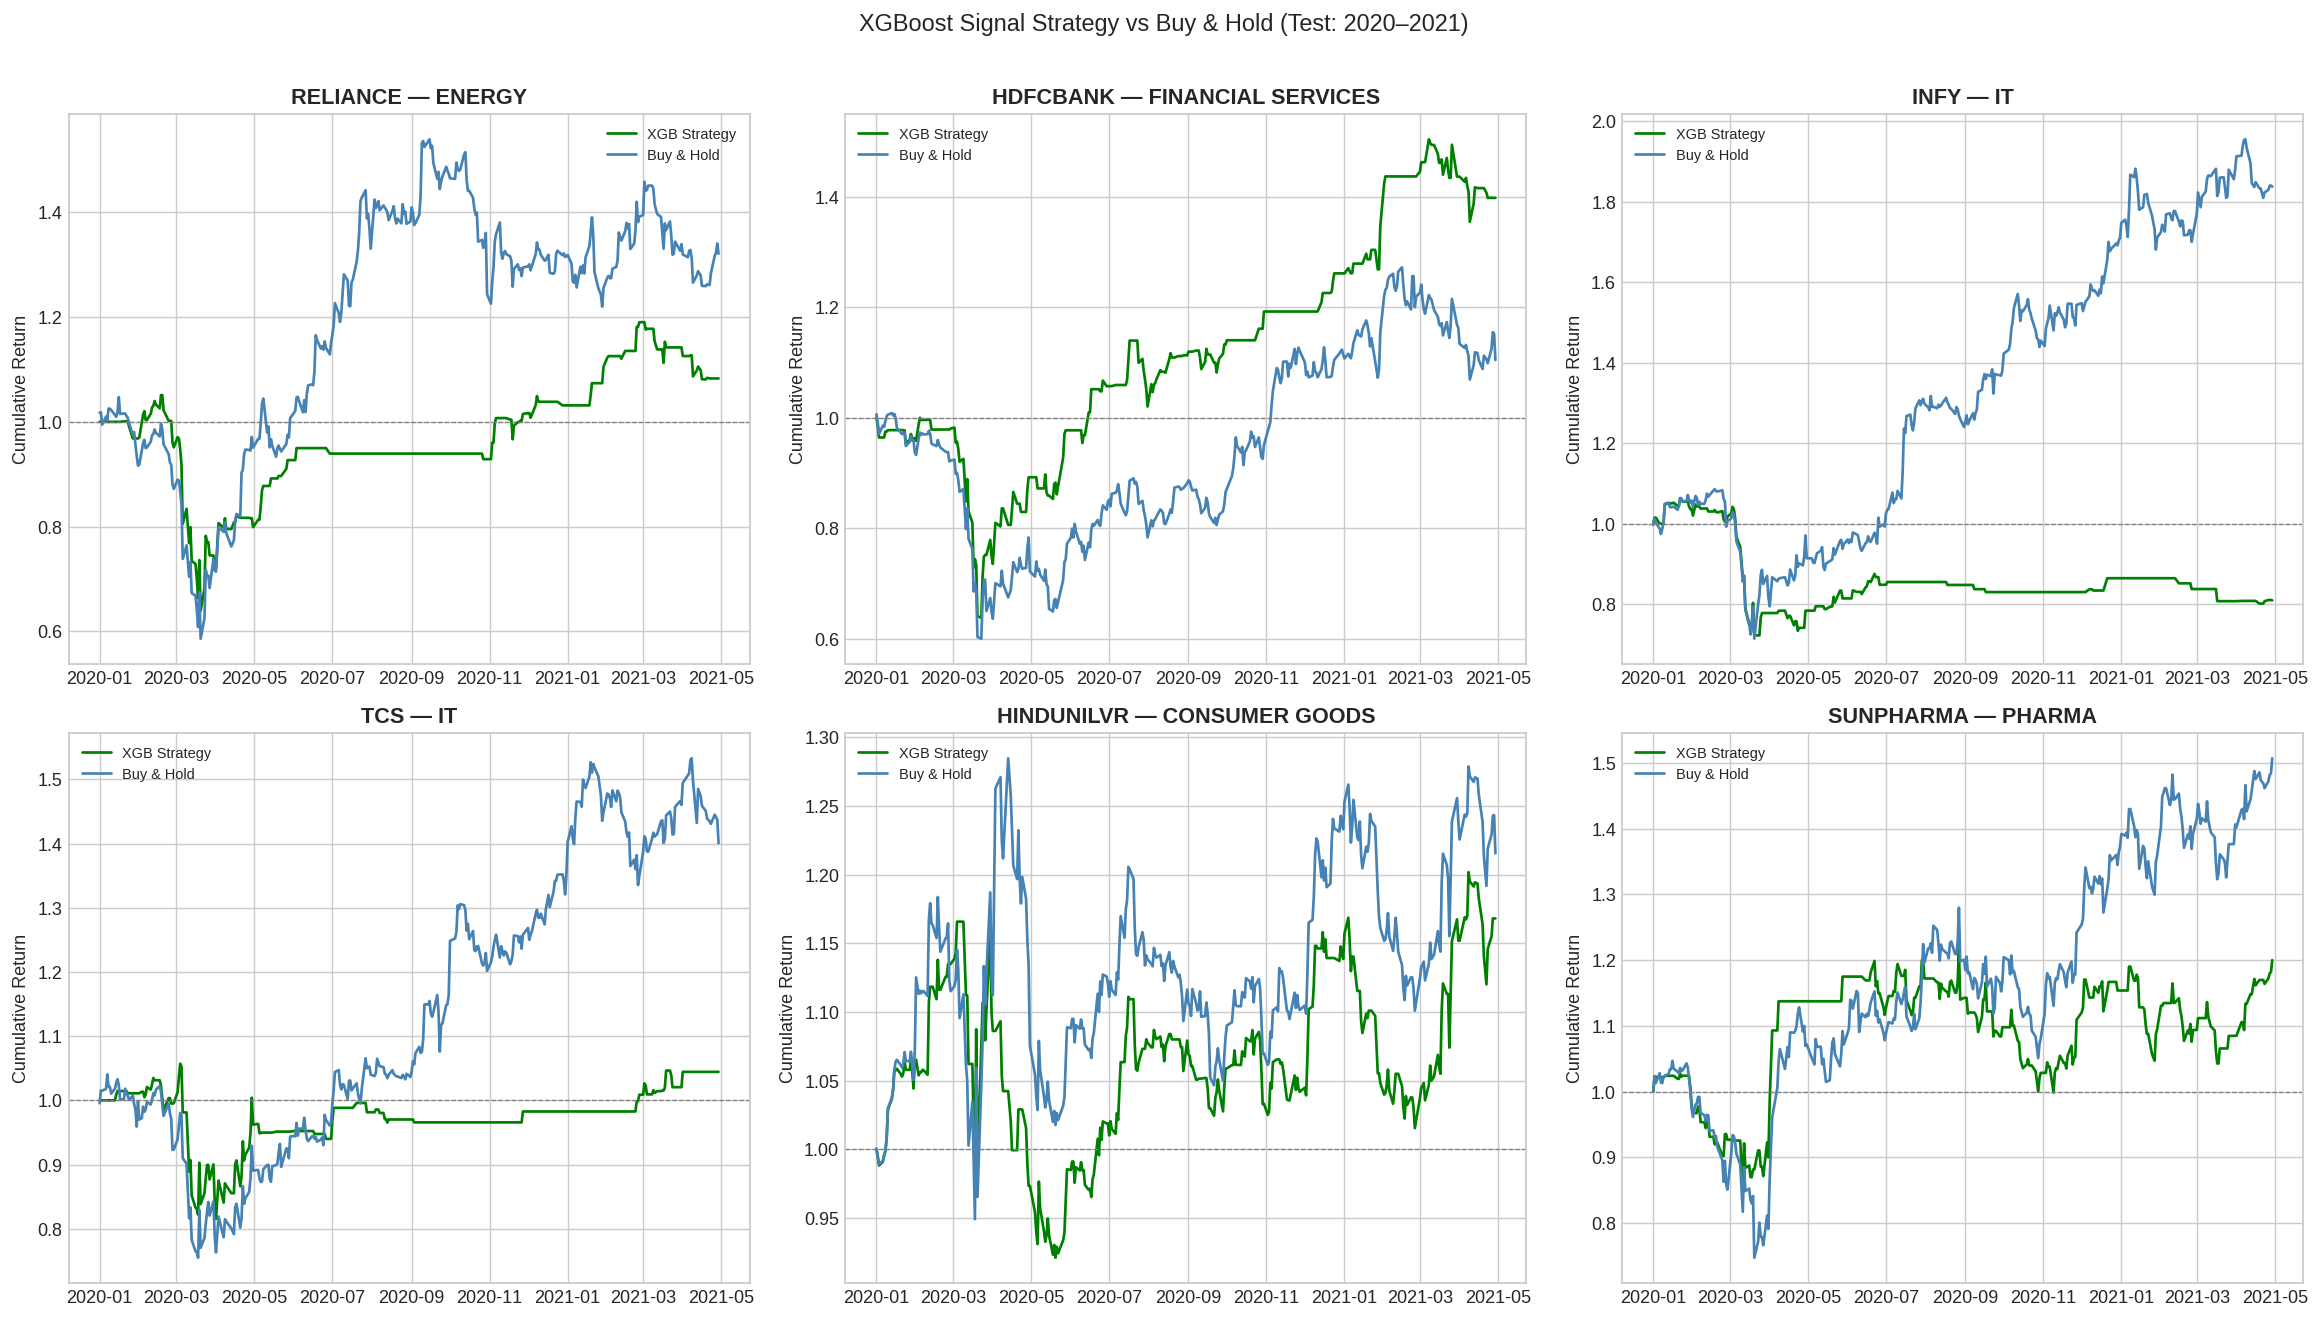 XGBoost Signal Strategy vs Buy & Hold (Test: 2020–2021)
RELIANCE — ENERGY
XGB Strategy
Buy & Hold
Cumulative Return
1.4
1.2
1.0
0.8
0.6
2020-01 2020-03 2020-05 2020-07 2020-09 2020-11 2021-01 2021-03 2021-05
HDFCBANK — FINANCIAL SERVICES
XGB Strategy
Buy & Hold
Cumulative Return
1.4
1.2
1.0
0.8
0.6
2020-01 2020-03 2020-05 2020-07 2020-09 2020-11 2021-01 2021-03 2021-05
INFY — IT
XGB Strategy
Buy & Hold
Cumulative Return
2.0
1.8
1.6
1.4
1.2
1.0
0.8
2020-01 2020-03 2020-05 2020-07 2020-09 2020-11 2021-01 2021-03 2021-05
TCS — IT
XGB Strategy
Buy & Hold
Cumulative Return
1.5
1.4
1.3
1.2
1.1
1.0
0.9
0.8
2020-01 2020-03 2020-05 2020-07 2020-09 2020-11 2021-01 2021-03 2021-05
HINDUNILVR — CONSUMER GOODS
XGB Strategy
Buy & Hold
Cumulative Return
1.30
1.25
1.20
1.15
1.10
1.05
1.00
0.95
2020-01 2020-03 2020-05 2020-07 2020-09 2020-11 2021-01 2021-03 2021-05
SUNPHARMA — PHARMA
XGB Strategy
Buy & Hold
Cumulative Return
1.5
1.4
1.3
1.2
1.1
1.0
0.9
0.8
2020-01 2020-03 2020-05 2020-07 2020-09 2020-11 2021-01 2021-03 2021-05